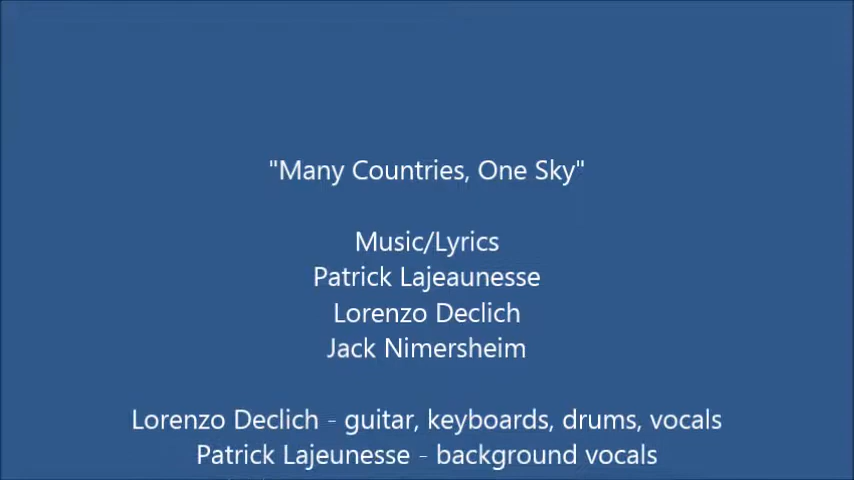 "Many Countries, One Sky"
Music/Lyrics
Patrick Lajeaunesse
Lorenzo Declich
Jack Nimersheim
Lorenzo Declich - guitar, keyboards, drums, vocals
Patrick Lajeunesse - background vocals